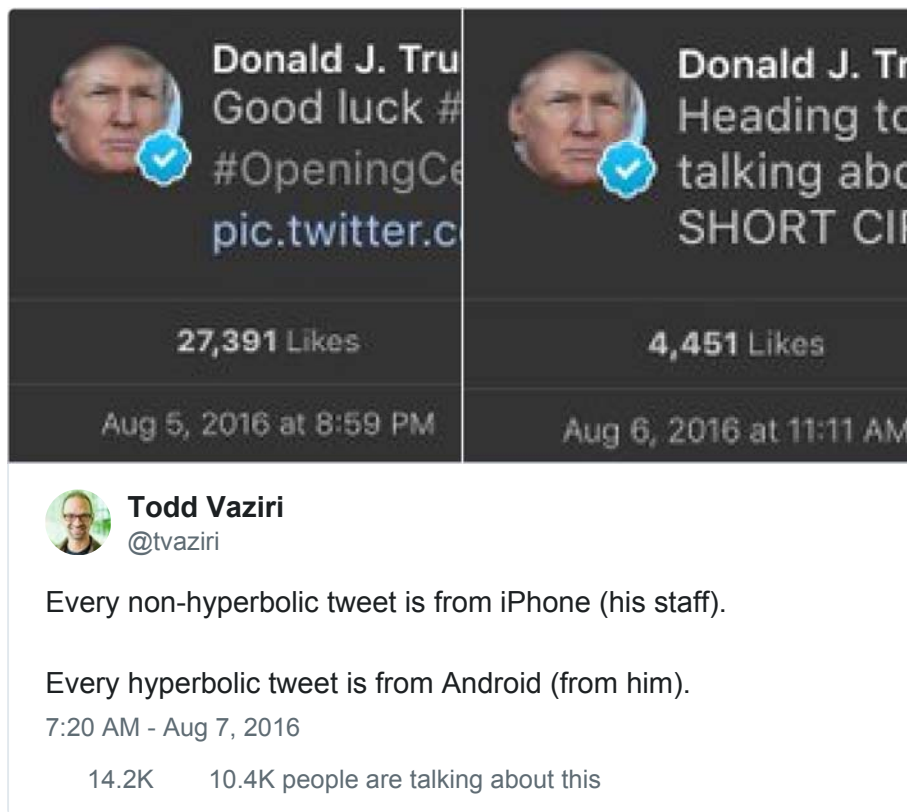 Donald J. Tru
Good luck #
#OpeningCe
pic.twitter.c
27,391 Likes
Aug 5, 2016 at 8:59 PM
Donald J. Tr
Heading to
talking abo
SHORT CIR
4,451 Likes
Aug 6, 2016 at 11:11 AM
Todd Vaziri
@tvaziri
Every non-hyperbolic tweet is from iPhone (his staff).
Every hyperbolic tweet is from Android (from him).
7:20 AM - Aug 7, 2016
14.2K 10.4K people are talking about this